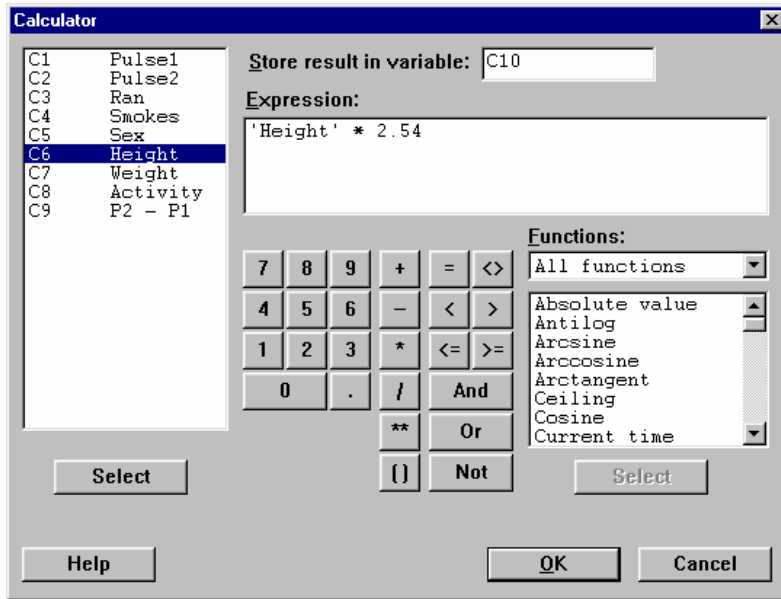 Calculator
C1 Pulse1
C2 Pulse2
C3 Ran
C4 Smokes
C5 Sex
C6 Height
C7 Weight
C8 Activity
C9 P2 - P1
Select
Store result in variable: C10
Expression:
'Height' * 2.54
7 8 9 + = <>
4 5 6 - < >
1 2 3 * <= >=
0 . / And
** Or
() Not
Functions:
All functions
Absolute value
Antilog
Arcsine
Arccosine
Arctangent
Ceiling
Cosine
Current time
Select
Help
OK
Cancel